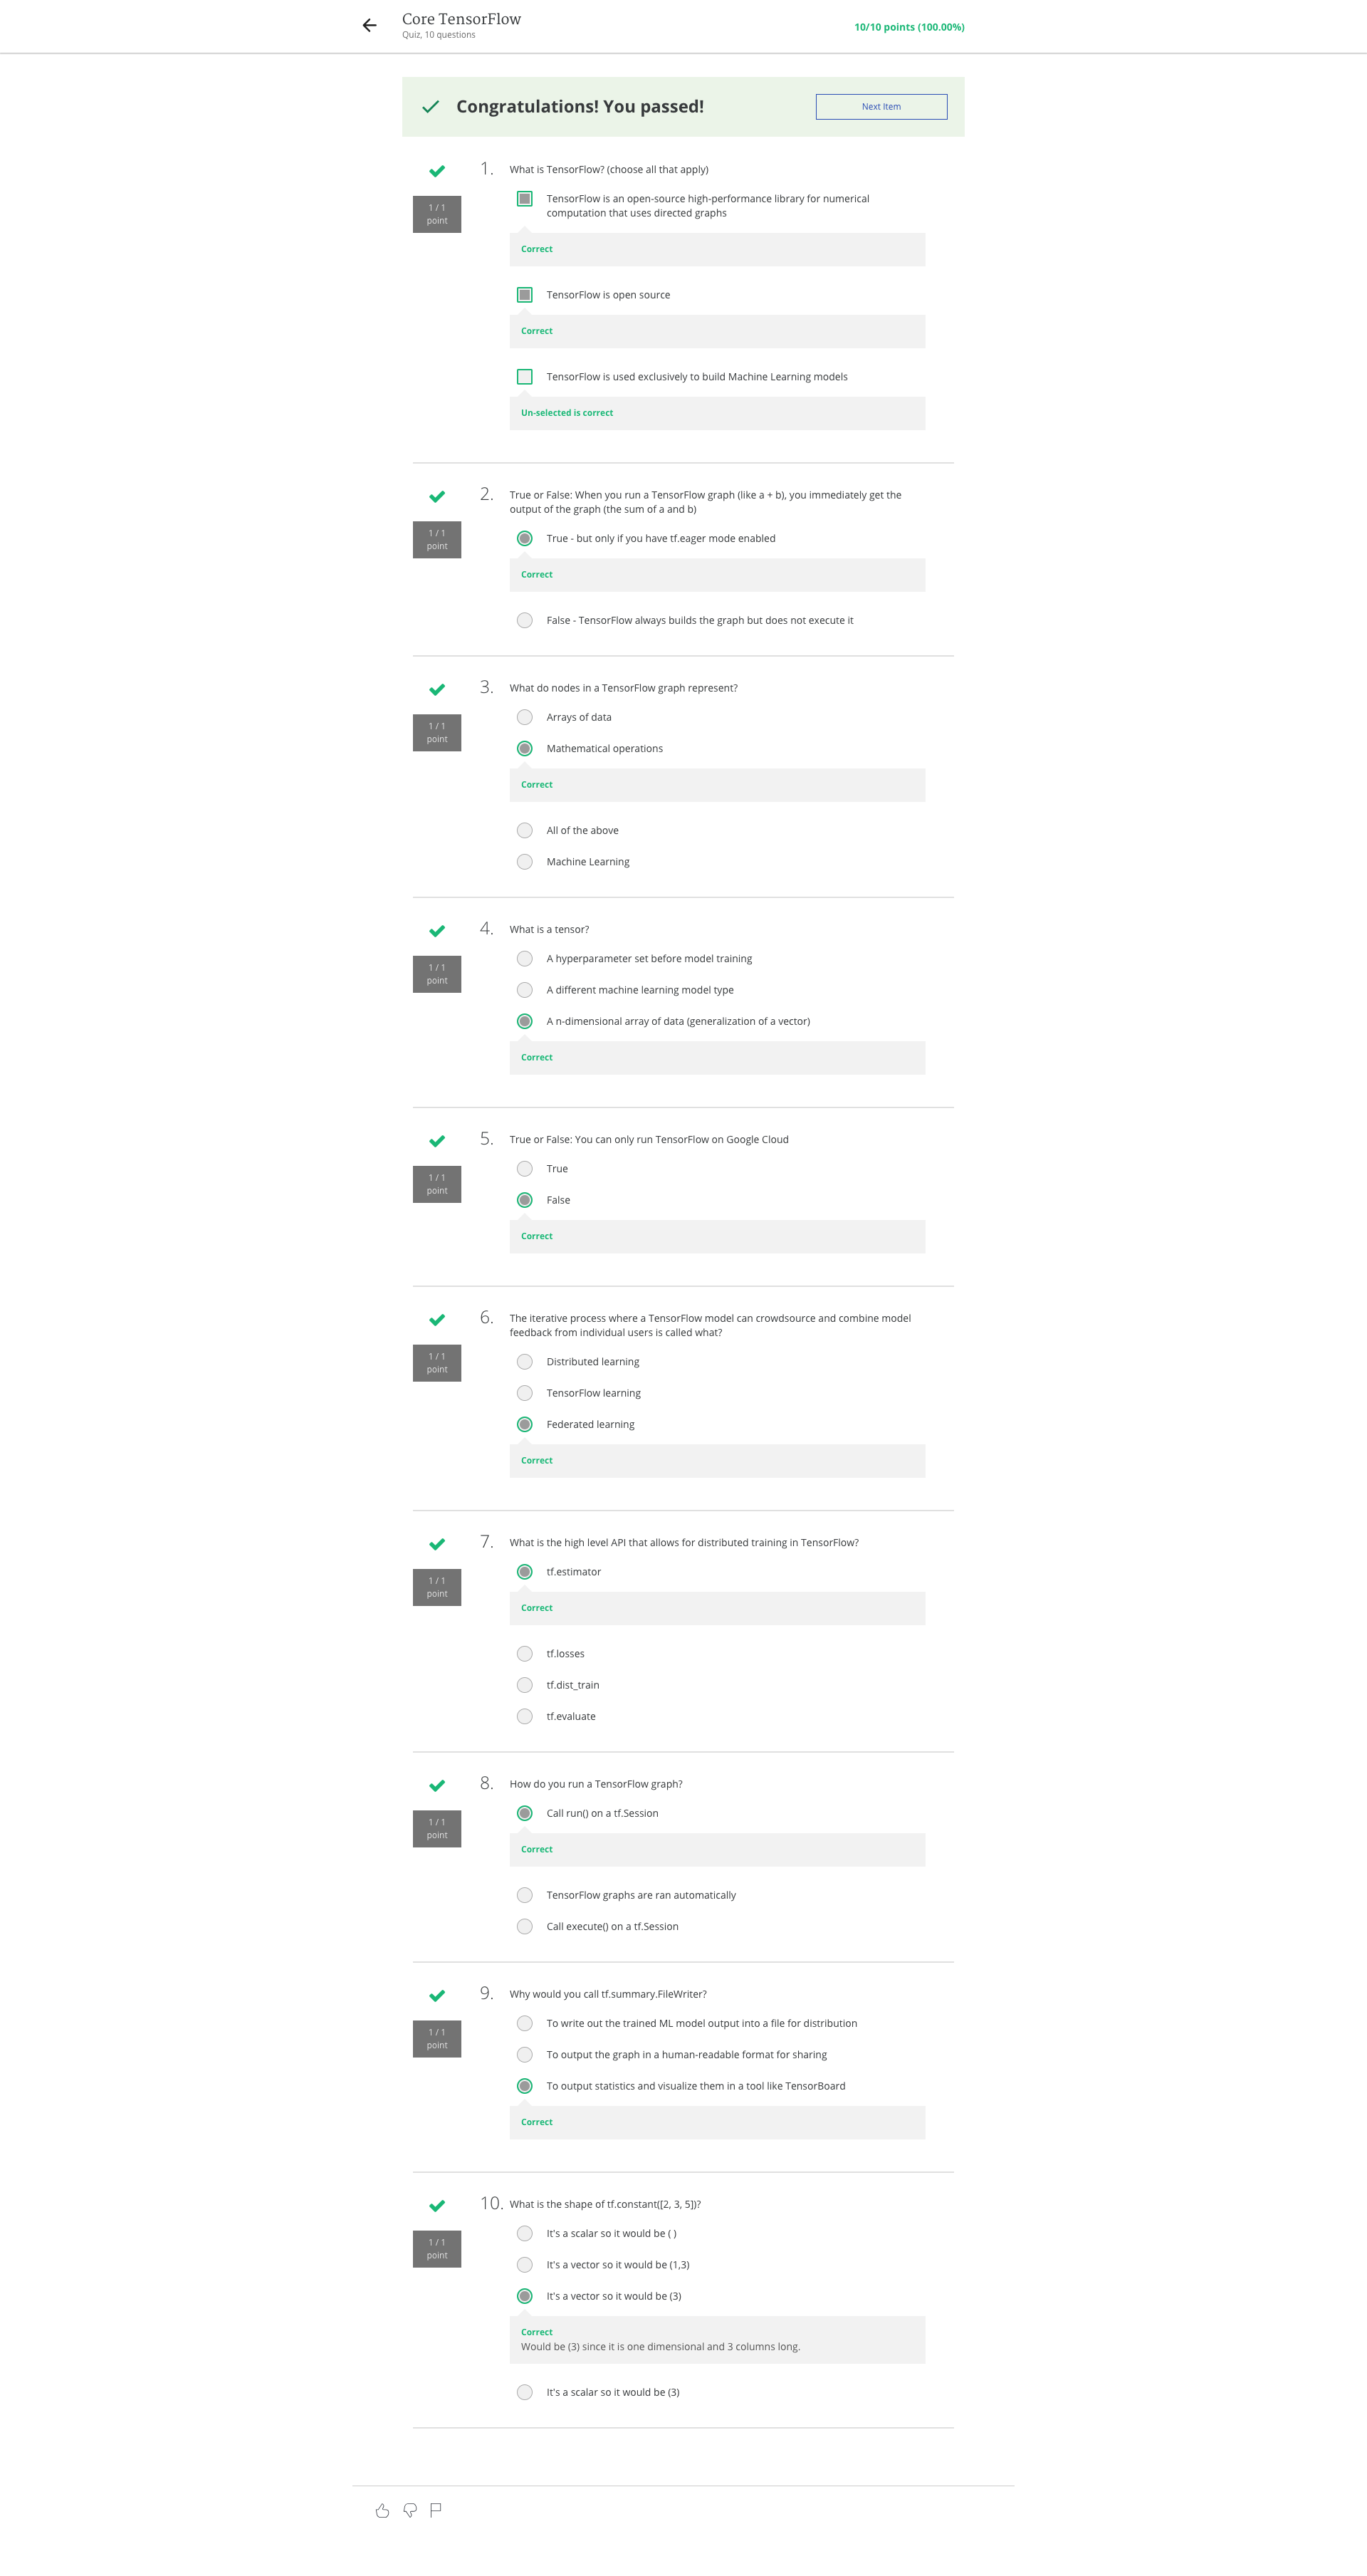 Core TensorFlow
Quiz, 10 questions
10/10 points (100.00%)
Congratulations! You passed!
Next Item
1.
What is TensorFlow? (choose all that apply)
1 / 1
point
TensorFlow is an open-source high-performance library for numerical
computation that uses directed graphs
Correct
TensorFlow is open source
Correct
TensorFlow is used exclusively to build Machine Learning models
Un-selected is correct
2.
True or False: When you run a TensorFlow graph (like a + b), you immediately get the
output of the graph (the sum of a and b)
1 / 1
point
True - but only if you have tf.eager mode enabled
Correct
False - TensorFlow always builds the graph but does not execute it
3.
What do nodes in a TensorFlow graph represent?
1 / 1
point
Arrays of data
Mathematical operations
Correct
All of the above
Machine Learning
4.
What is a tensor?
1 / 1
point
A hyperparameter set before model training
A different machine learning model type
A n-dimensional array of data (generalization of a vector)
Correct
5.
True or False: You can only run TensorFlow on Google Cloud
1 / 1
point
True
False
Correct
6.
The iterative process where a TensorFlow model can crowdsource and combine model
feedback from individual users is called what?
1 / 1
point
Distributed learning
TensorFlow learning
Federated learning
Correct
7.
What is the high level API that allows for distributed training in TensorFlow?
1 / 1
point
tf.estimator
Correct
tf.losses
tf.dist_train
tf.evaluate
8.
How do you run a TensorFlow graph?
1 / 1
point
Call run() on a tf.Session
Correct
TensorFlow graphs are ran automatically
Call execute() on a tf.Session
9.
Why would you call tf.summary.FileWriter?
1 / 1
point
To write out the trained ML model output into a file for distribution
To output the graph in a human-readable format for sharing
To output statistics and visualize them in a tool like TensorBoard
Correct
10.
What is the shape of tf.constant([2, 3, 5])?
1 / 1
point
It's a scalar so it would be ( )
It's a vector so it would be (1,3)
It's a vector so it would be (3)
Correct
Would be (3) since it is one dimensional and 3 columns long.
It's a scalar so it would be (3)